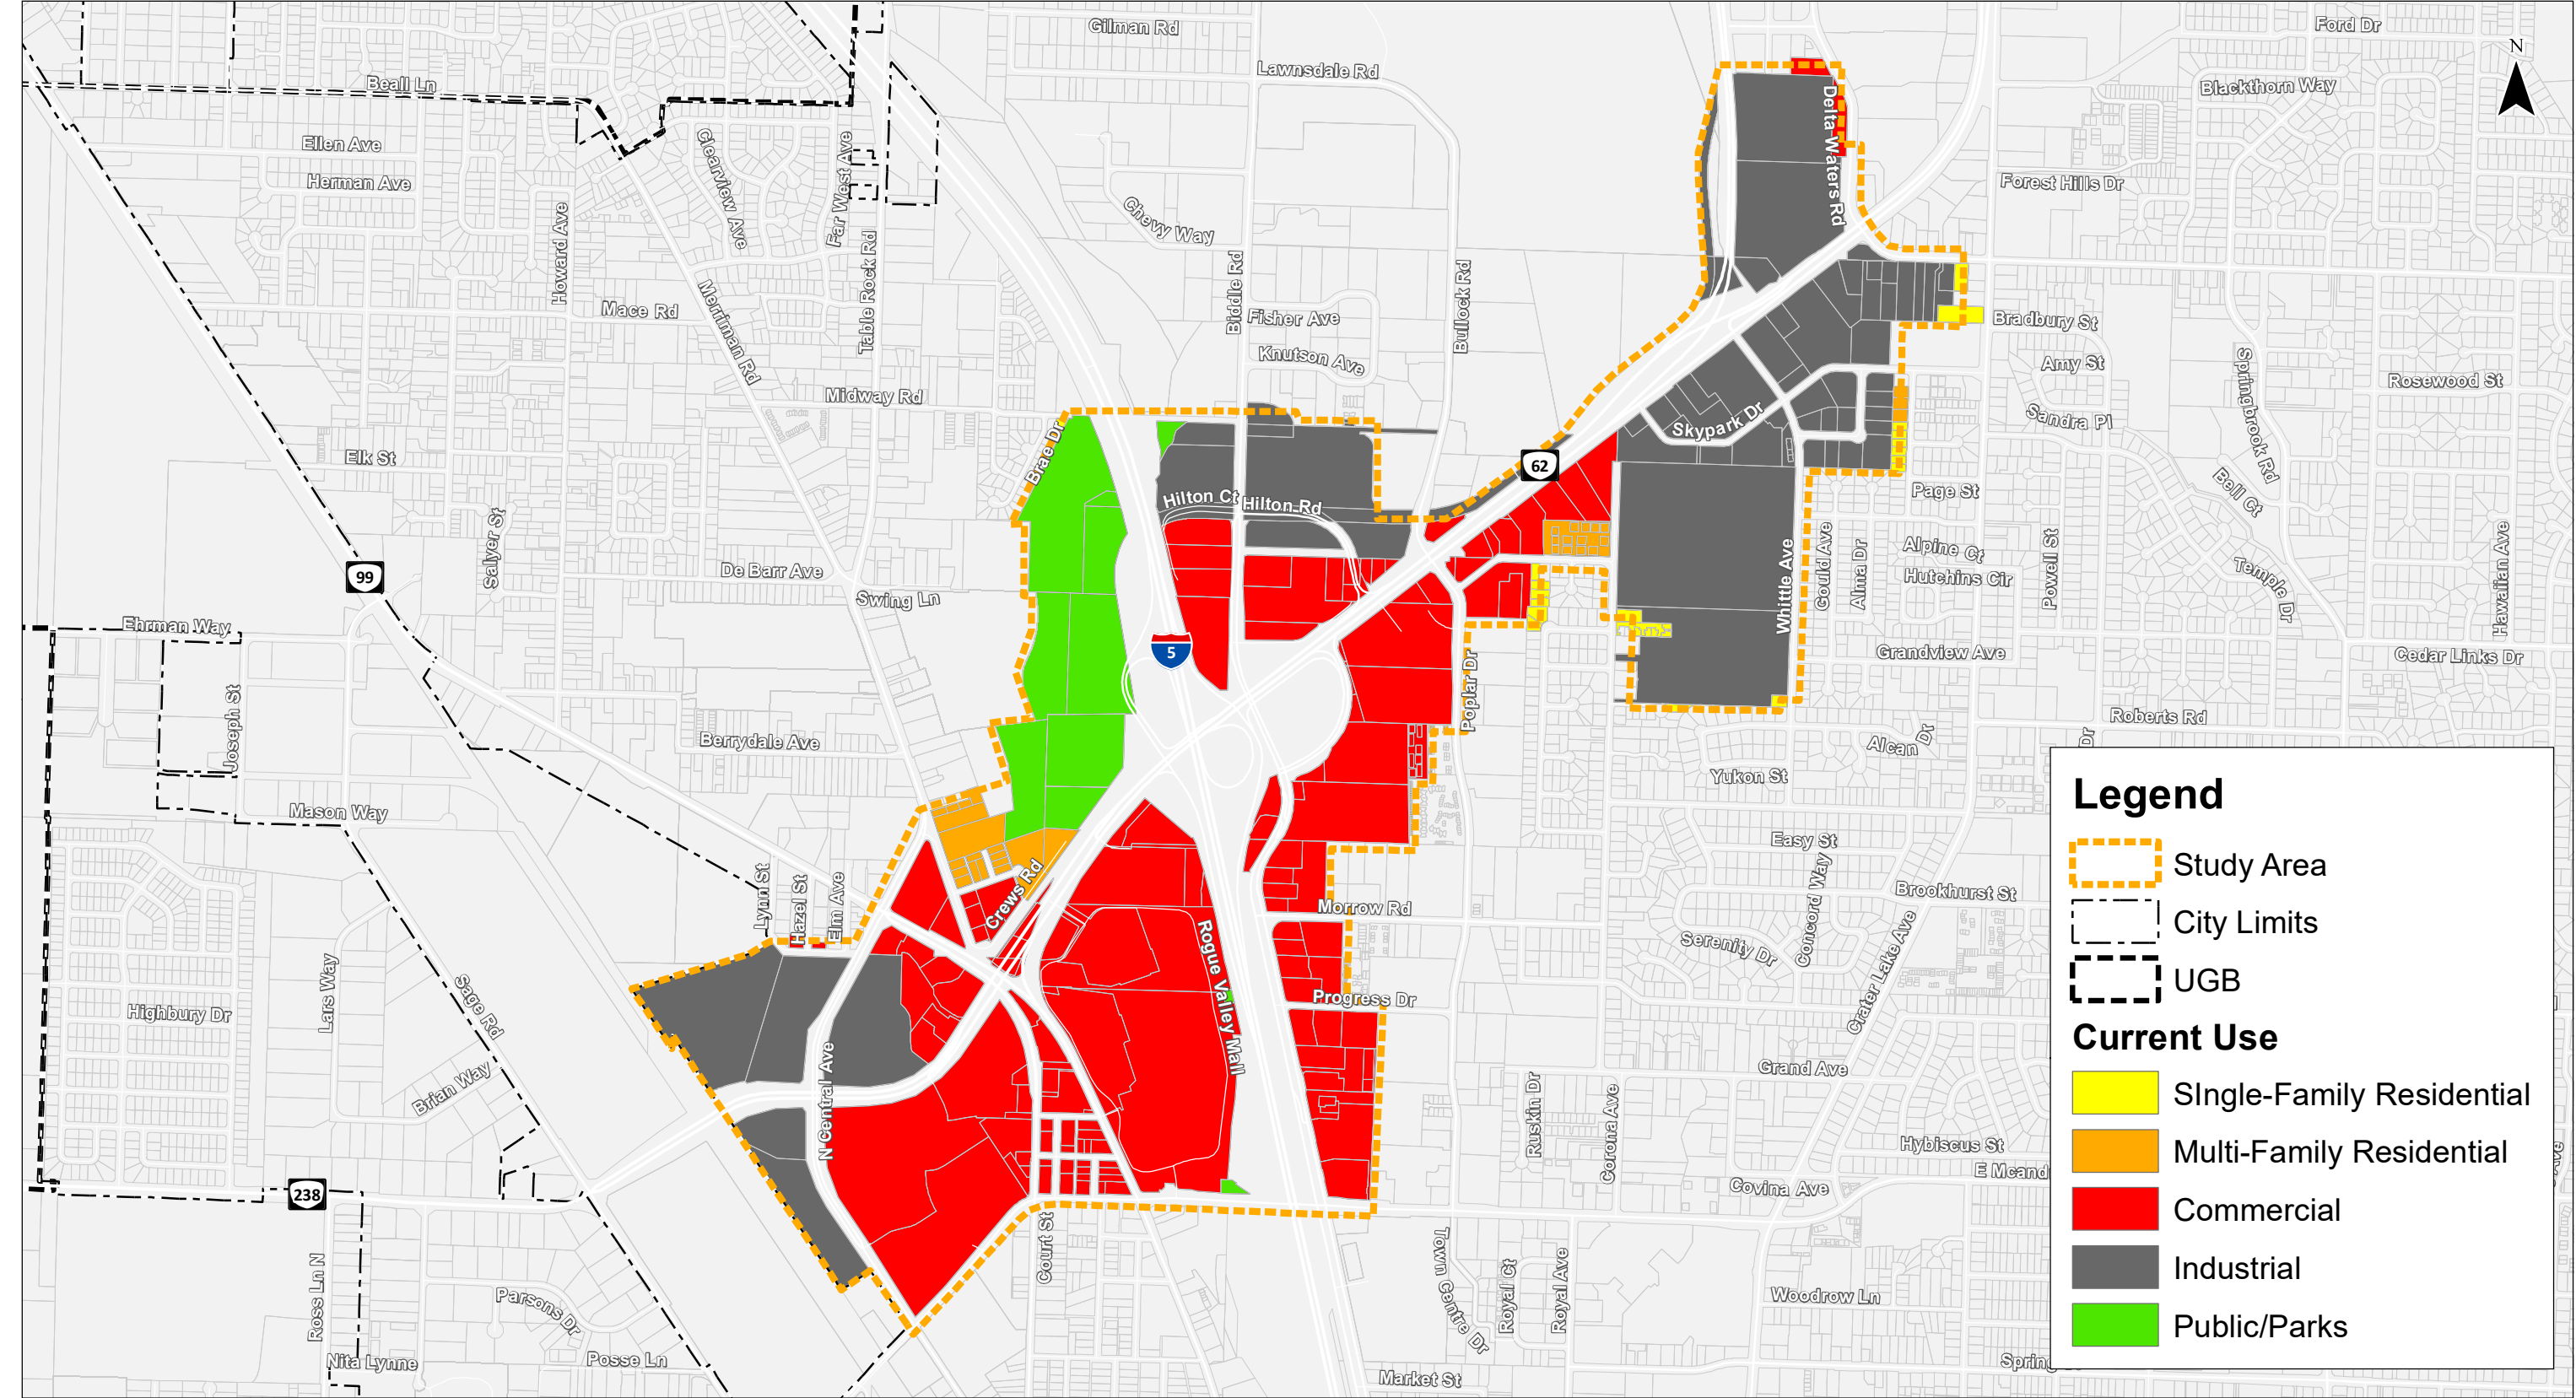 Gilman Rd
Ford Dr
N
Lawnsdale Rd
Beall Ln
Blackthorn Way
Delta Waters Rd
Ellen Ave
Clearview Ave
Far West Ave
Herman Ave
Forest Hills Dr
Chevy Way
Howard Ave
Table Rock Rd
Biddle Rd
Bullock Rd
Mace Rd
Merriman Rd
Fisher Ave
Bradbury St
Knutson Ave
Amy St
Springbrook Rd
Rosewood St
Midway Rd
Skypark Dr
Sandra Pl
Brae Dr
Elk St
62
Bell Ct
Page St
Hilton Ct
Hilton Rd
Salyer St
Whittle Ave
Gould Ave
Alma Dr
Alpine Ct
Powell St
Hawaiian Ave
99
De Barr Ave
Hutchins Cir
Temple Dr
Swing Ln
Ehrman Way
5
Grandview Ave
Cedar Links Dr
Poplar Dr
Joseph St
Roberts Rd
Berrydale Ave
Alcan Dr
Dr
Yukon St
Mason Way
Easy St
Legend
Study Area
City Limits
UGB
Current Use
SIngle-Family Residential
Multi-Family Residential
Commercial
Industrial
Public/Parks
Lynn St
Hazel St
Elm Ave
Crews Rd
Morrow Rd
Concord Way
Brookhurst St
Rogue Valley Mall
Serenity Dr
Crater Lake Ave
Lars Way
Sage Rd
Highbury Dr
Progress Dr
N Central Ave
Brian Way
Grand Ave
Ruskin Dr
Corona Ave
Hybiscus St
E Mcand
Covina Ave
238
Court St
Town Centre Dr
Royal Ct
Royal Ave
Ross Ln N
Parsons Dr
Woodrow Ln
Nita Lynne
Posse Ln
Market St
Spring